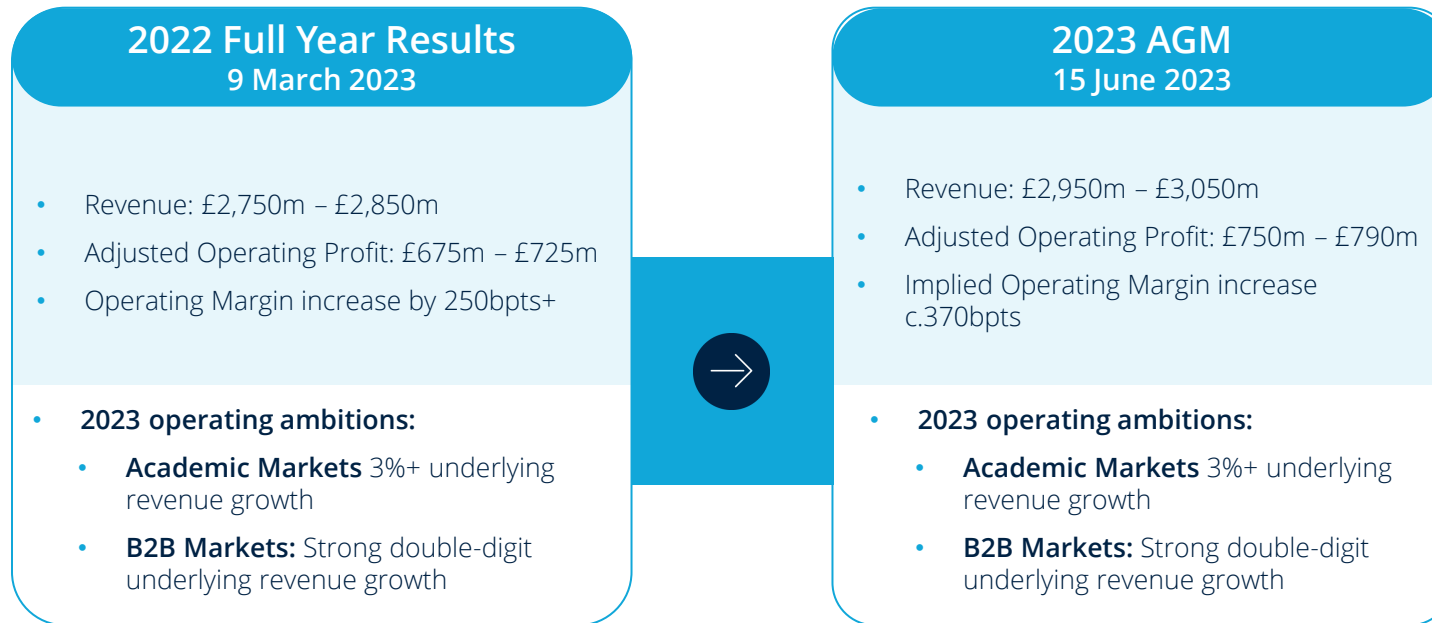 2022 Full Year Results
9 March 2023
• Revenue: £2,750m – £2,850m
• Adjusted Operating Profit: £675m – £725m
• Operating Margin increase by 250bpts+
• 2023 operating ambitions:
• Academic Markets 3%+ underlying
revenue growth
• B2B Markets: Strong double-digit
underlying revenue growth
2023 AGM
15 June 2023
• Revenue: £2,950m – £3,050m
• Adjusted Operating Profit: £750m – £790m
• Implied Operating Margin increase
c.370bpts
• 2023 operating ambitions:
• Academic Markets 3%+ underlying
revenue growth
• B2B Markets: Strong double-digit
underlying revenue growth